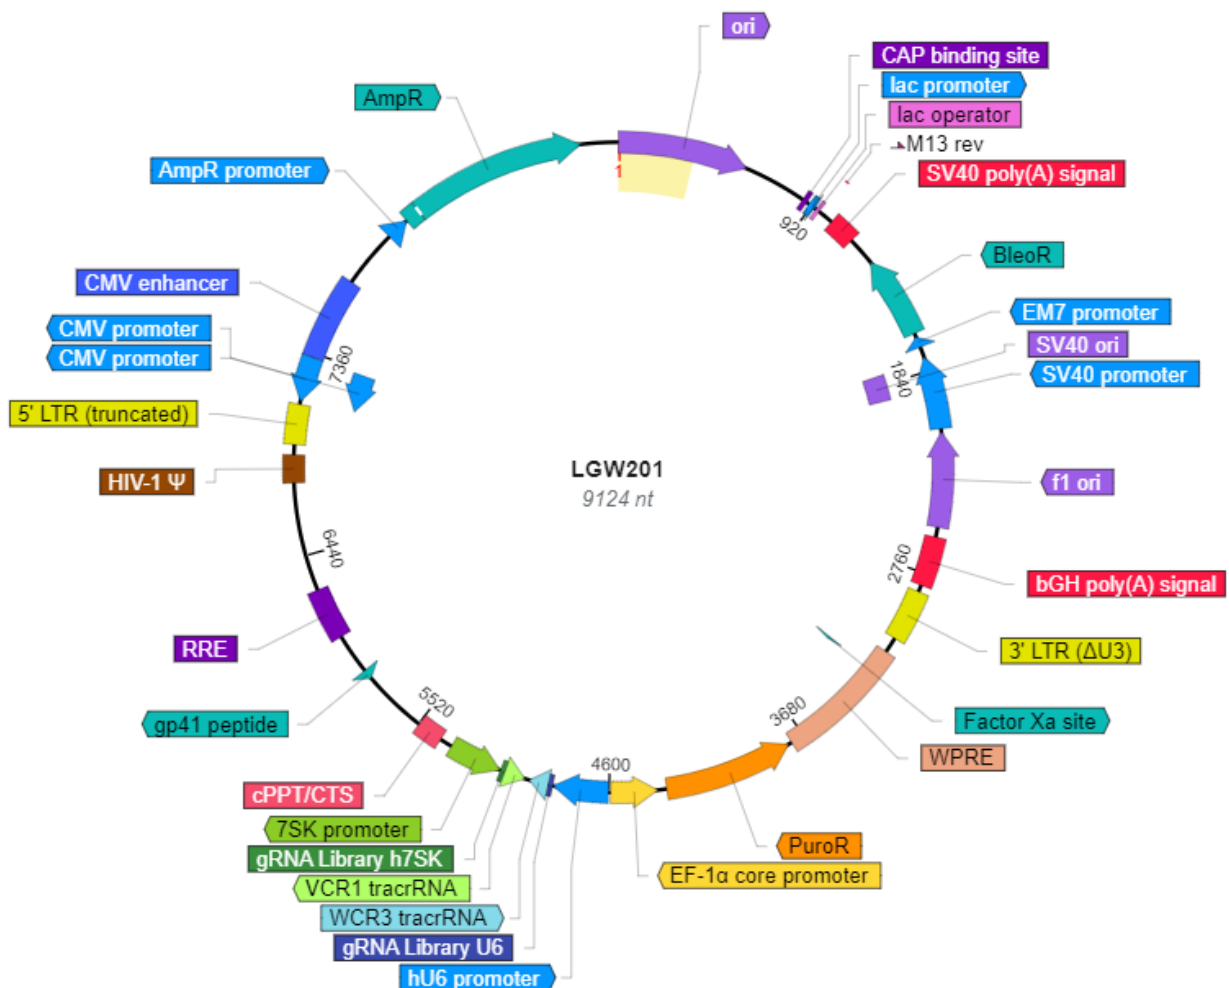 ori
CAP binding site
lac promoter
lac operator
M13 rev
SV40 poly(A) signal
BleoR
EM7 promoter
SV40 ori
SV40 promoter
f1 ori
bGH poly(A) signal
3' LTR (ΔU3)
Factor Xa site
WPRE
PuroR
EF-1α core promoter
hU6 promoter
gRNA Library U6
WCR3 tracrRNA
VCR1 tracrRNA
gRNA Library h7SK
7SK promoter
cPPT/CTS
gp41 peptide
RRE
HIV-1 Ψ
5' LTR (truncated)
CMV promoter
CMV promoter
CMV enhancer
AmpR promoter
AmpR
1
920
1840
2760
3680
4600
5520
6440
7360
LGW201
9124 nt